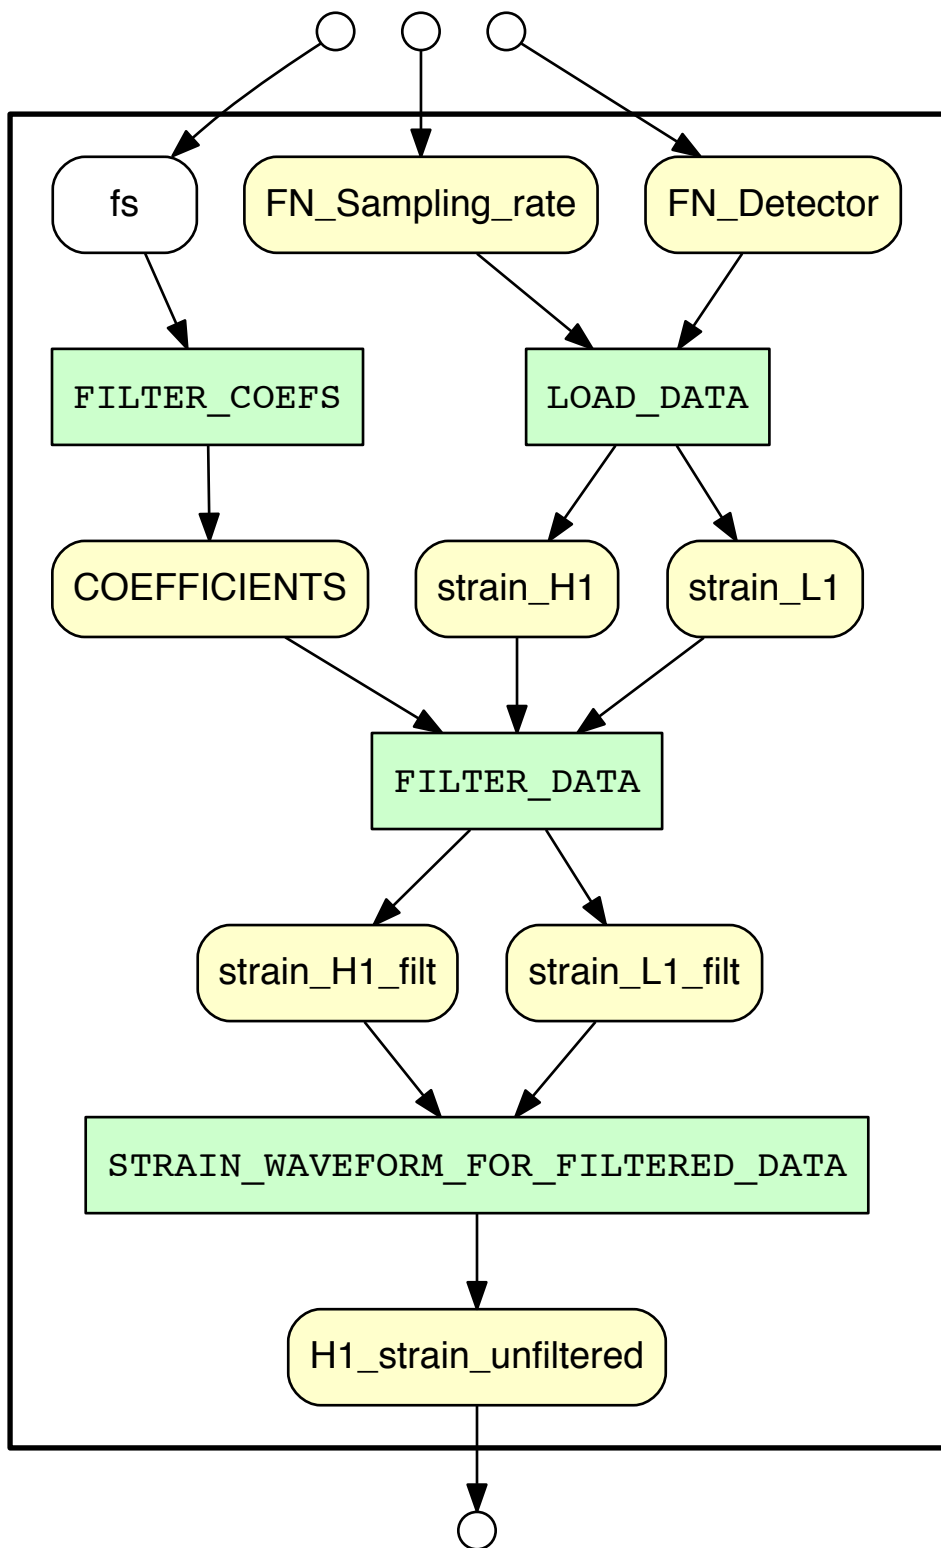 fs
FN_Sampling_rate
FN_Detector
FILTER_COEFS
LOAD_DATA
COEFFICIENTS
strain_H1
strain_L1
FILTER_DATA
strain_H1_filt
strain_L1_filt
STRAIN_WAVEFORM_FOR_FILTERED_DATA
H1_strain_unfiltered